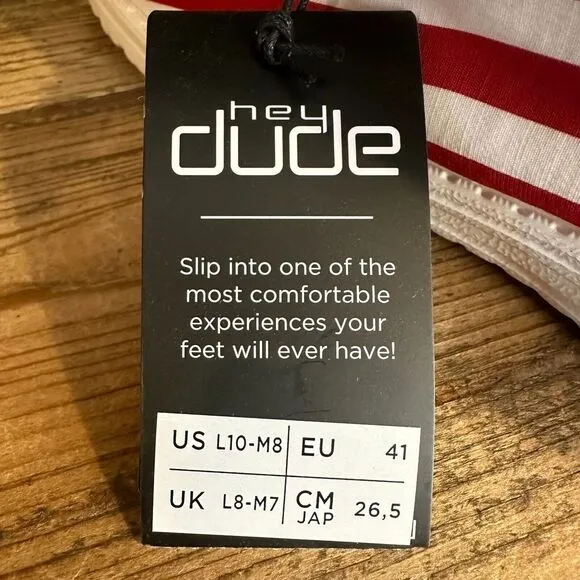 hey
dude
Slip into one of the
most comfortable
experiences your
feet will ever have!
US L10-M8 EU 41
UK L8-M7 CM JAP 26,5